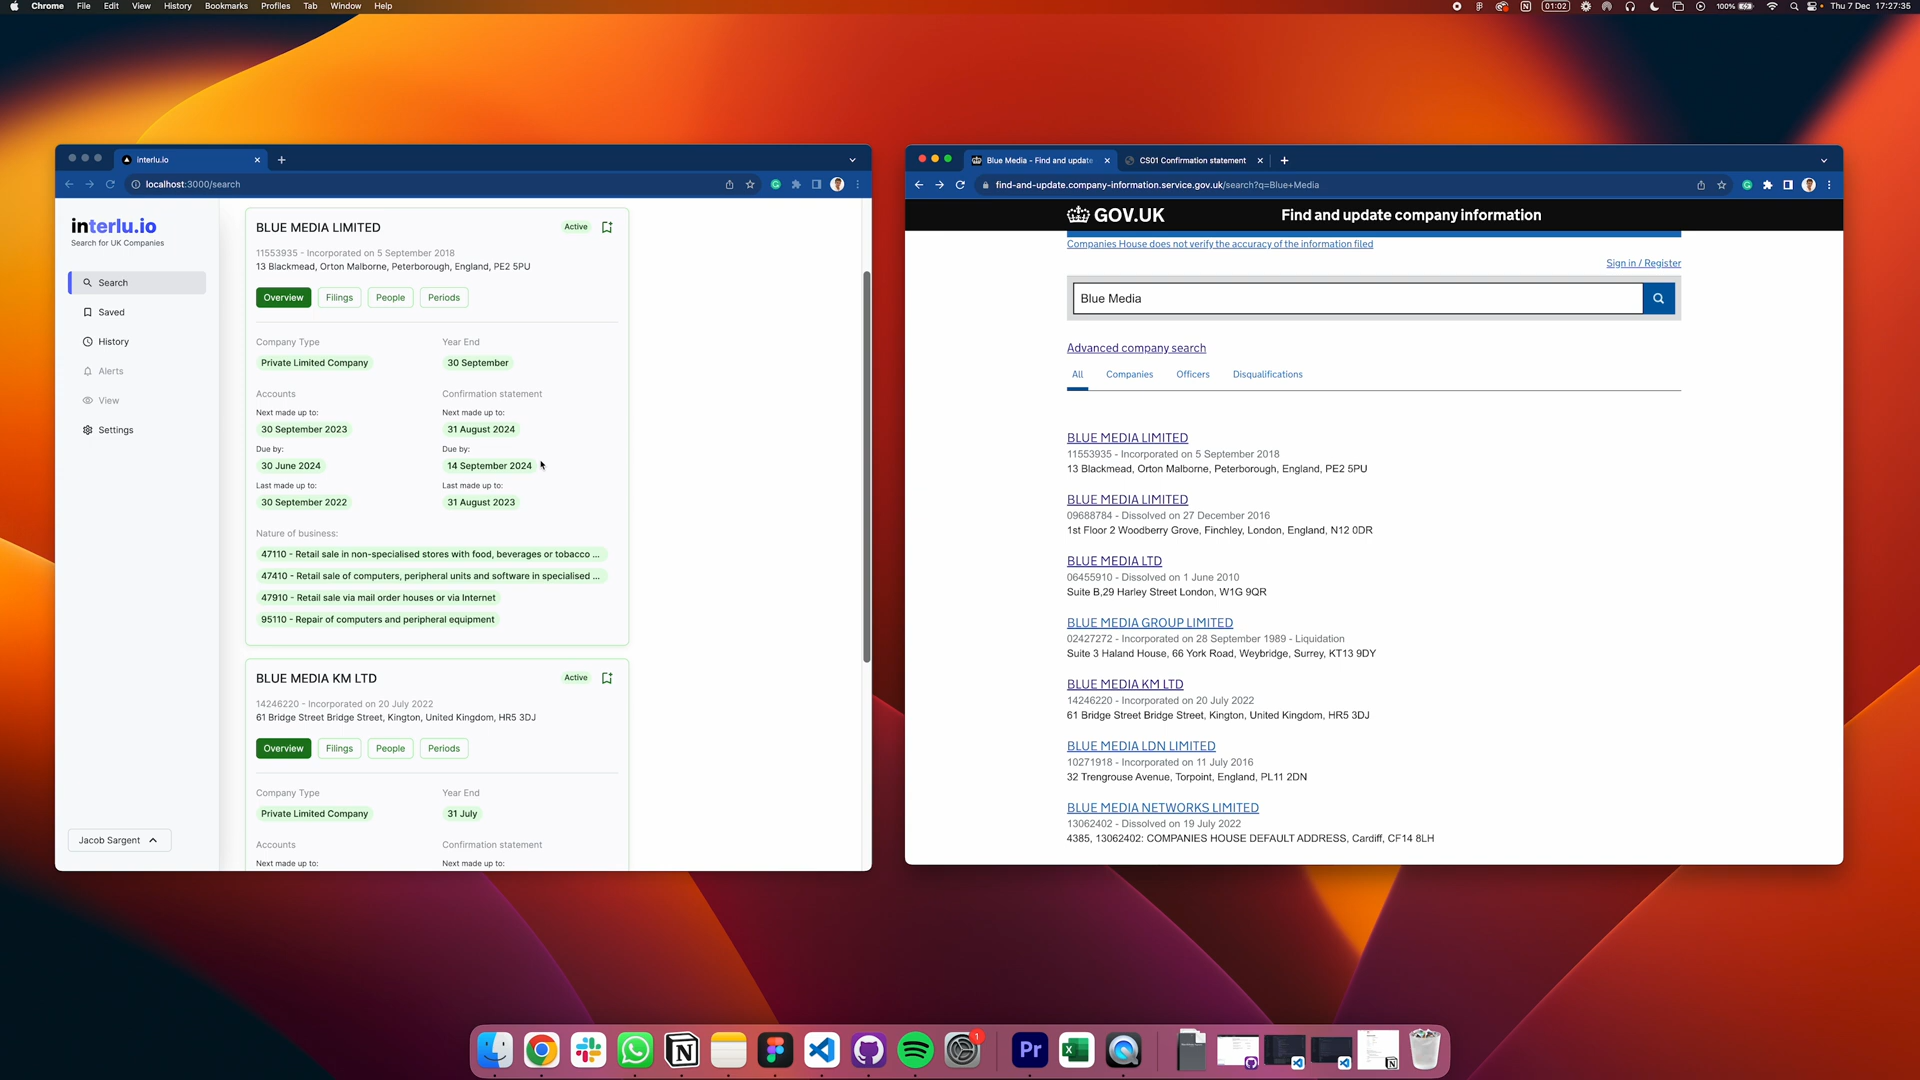 Chrome File Edit View History Bookmarks Profiles Tab Window Help
01:02 100% Thu 7 Dec 17:27:35
interlu.io
localhost:3000/search
interlu.io
Search for UK Companies
Search
Saved
History
Alerts
View
Settings
Jacob Sargent
BLUE MEDIA LIMITED Active
11553935 - Incorporated on 5 September 2018
13 Blackmead, Orton Malborne, Peterborough, England, PE2 5PU
Overview Filings People Periods
Company Type Year End
Private Limited Company 30 September
Accounts Confirmation statement
Next made up to: Next made up to:
30 September 2023 31 August 2024
Due by: Due by:
30 June 2024 14 September 2024
Last made up to: Last made up to:
30 September 2022 31 August 2023
Nature of business:
47110 - Retail sale in non-specialised stores with food, beverages or tobacco ...
47410 - Retail sale of computers, peripheral units and software in specialised ...
47910 - Retail sale via mail order houses or via Internet
95110 - Repair of computers and peripheral equipment
BLUE MEDIA KM LTD Active
14246220 - Incorporated on 20 July 2022
61 Bridge Street Bridge Street, Kington, United Kingdom, HR5 3DJ
Overview Filings People Periods
Company Type Year End
Private Limited Company 31 July
Accounts Confirmation statement
Next made up to: Next made up to:
Blue Media - Find and update CS01 Confirmation statement
find-and-update.company-information.service.gov.uk/search?q=Blue+Media
GOV.UK Find and update company information
Companies House does not verify the accuracy of the information filed
Sign in / Register
Blue Media
Advanced company search
All Companies Officers Disqualifications
BLUE MEDIA LIMITED
11553935 - Incorporated on 5 September 2018
13 Blackmead, Orton Malborne, Peterborough, England, PE2 5PU
BLUE MEDIA LIMITED
09688784 - Dissolved on 27 December 2016
1st Floor 2 Woodberry Grove, Finchley, London, England, N12 0DR
BLUE MEDIA LTD
06455910 - Dissolved on 1 June 2010
Suite B,29 Harley Street London, W1G 9QR
BLUE MEDIA GROUP LIMITED
02427272 - Incorporated on 28 September 1989 - Liquidation
Suite 3 Haland House, 66 York Road, Weybridge, Surrey, KT13 9DY
BLUE MEDIA KM LTD
14246220 - Incorporated on 20 July 2022
61 Bridge Street Bridge Street, Kington, United Kingdom, HR5 3DJ
BLUE MEDIA LDN LIMITED
10271918 - Incorporated on 11 July 2016
32 Trengrouse Avenue, Torpoint, England, PL11 2DN
BLUE MEDIA NETWORKS LIMITED
13062402 - Dissolved on 19 July 2022
4385, 13062402: COMPANIES HOUSE DEFAULT ADDRESS, Cardiff, CF14 8LH
1
Pr